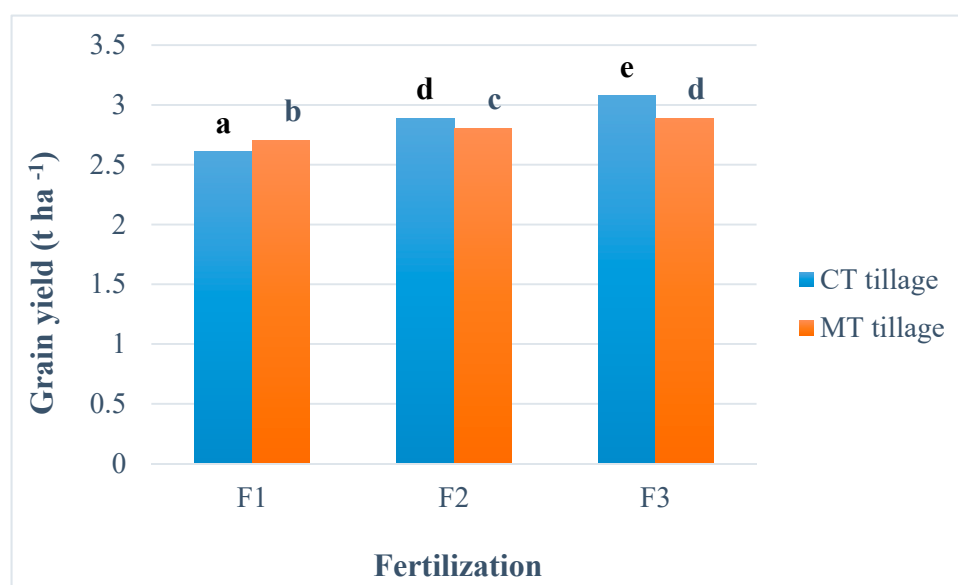 3.5
3
2.5
2
1.5
1
0.5
0
Grain yield (t ha -1)
a
b
d
c
e
d
F1
F2
F3
Fertilization
CT tillage
MT tillage